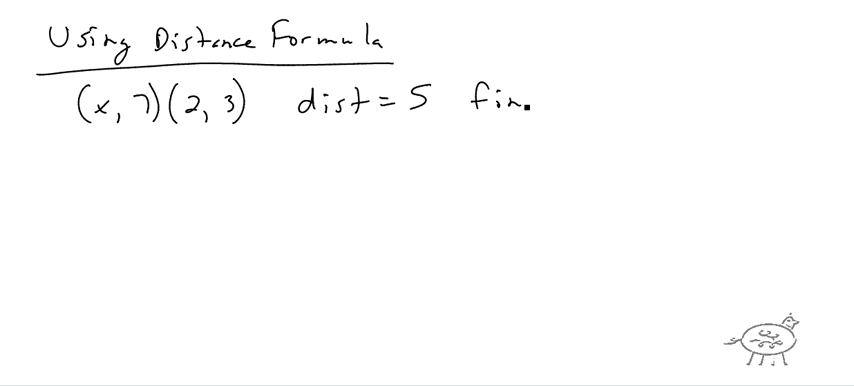 Using Distance Formula
(x, 7)(2, 3) dist = 5 fin